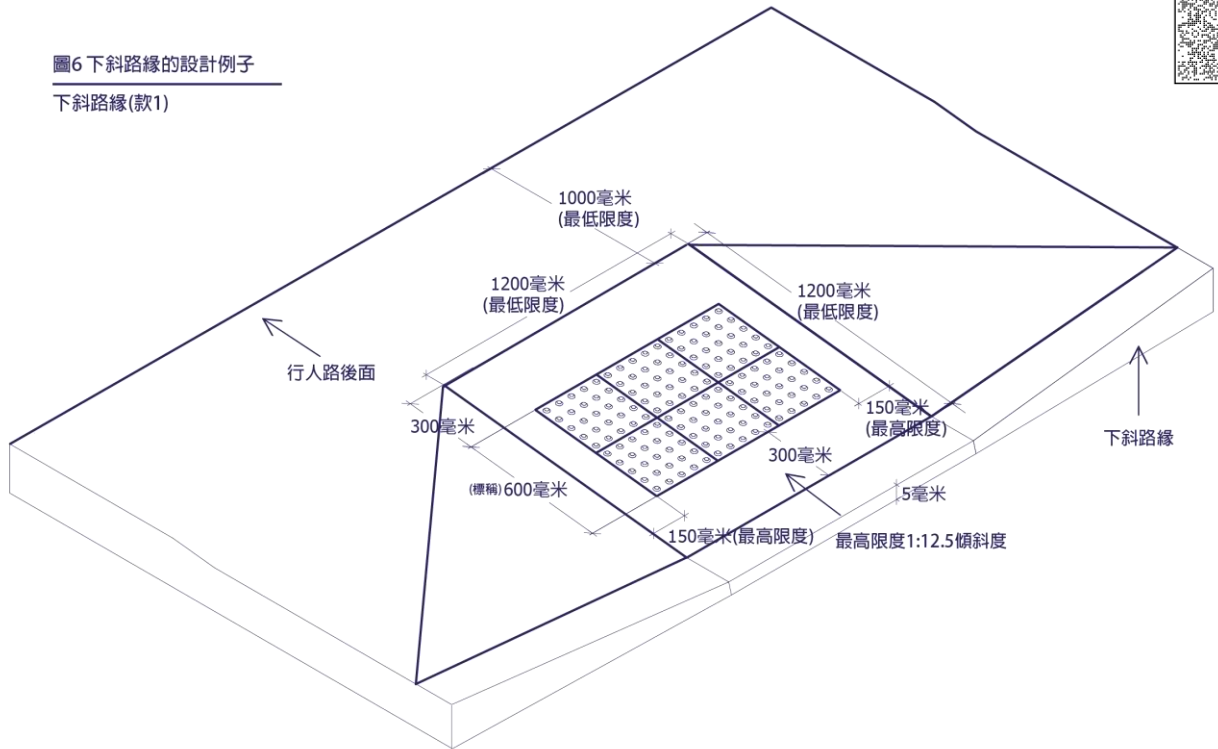 圖6 下斜路緣的設計例子
下斜路緣(款1)
1000毫米
(最低限度)
1200毫米
(最低限度)
1200毫米
(最低限度)
行人路後面
300毫米
150毫米
(最高限度)
下斜路緣
300毫米
(標稱)600毫米
5毫米
150毫米(最高限度)
最高限度1:12.5傾斜度